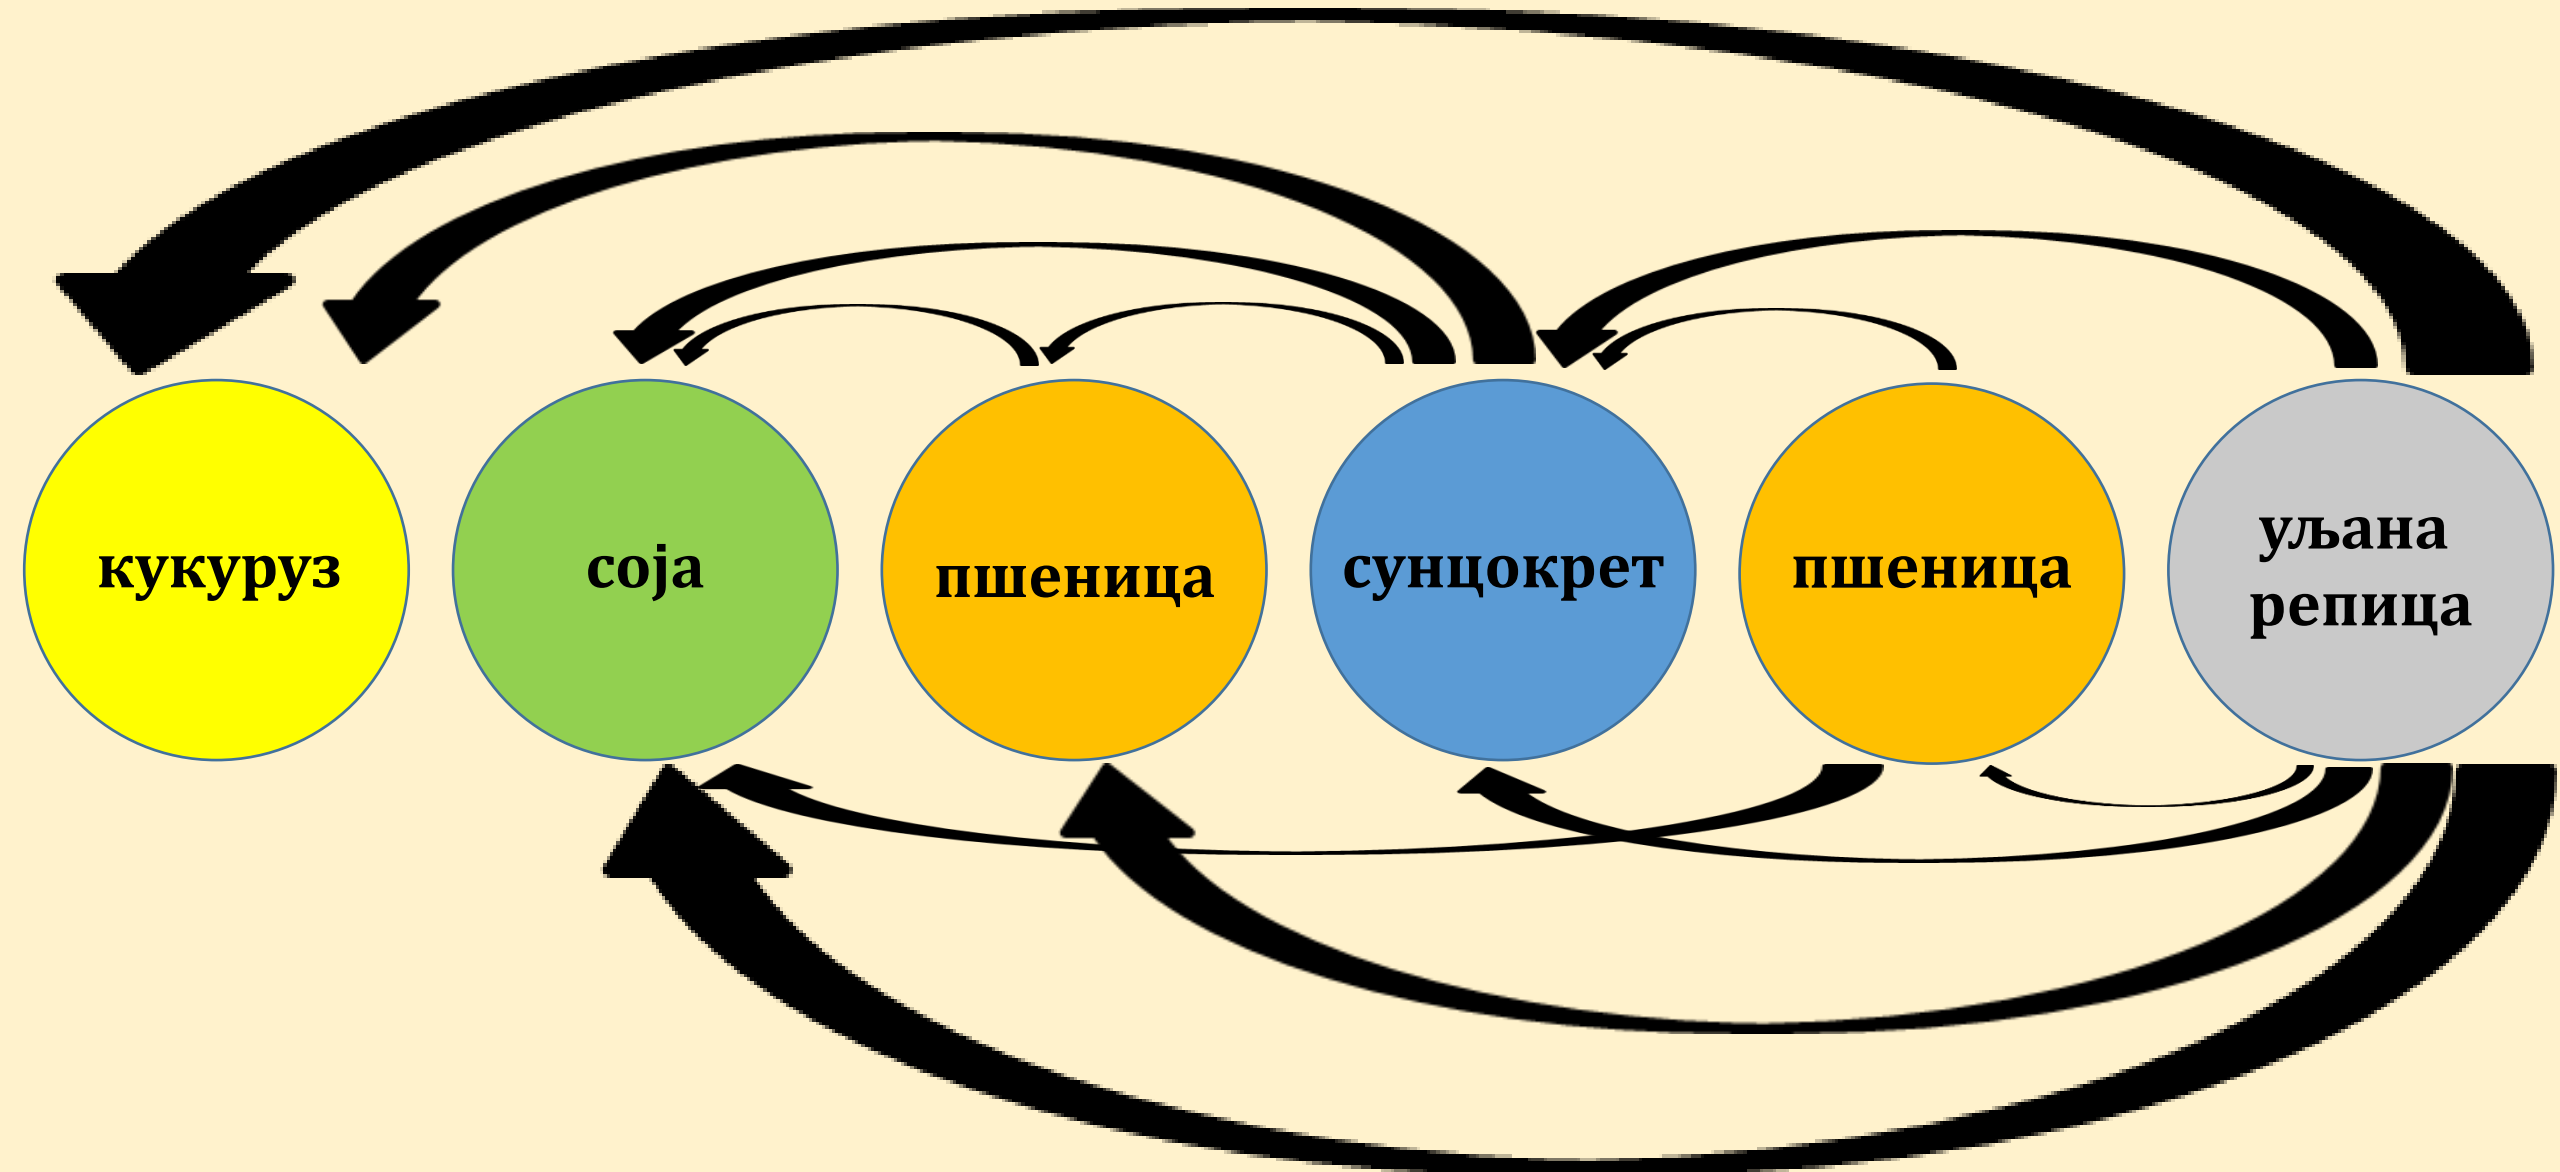 кукуруз
соја
пшеница
сунцокрет
пшеница
уљана
репица